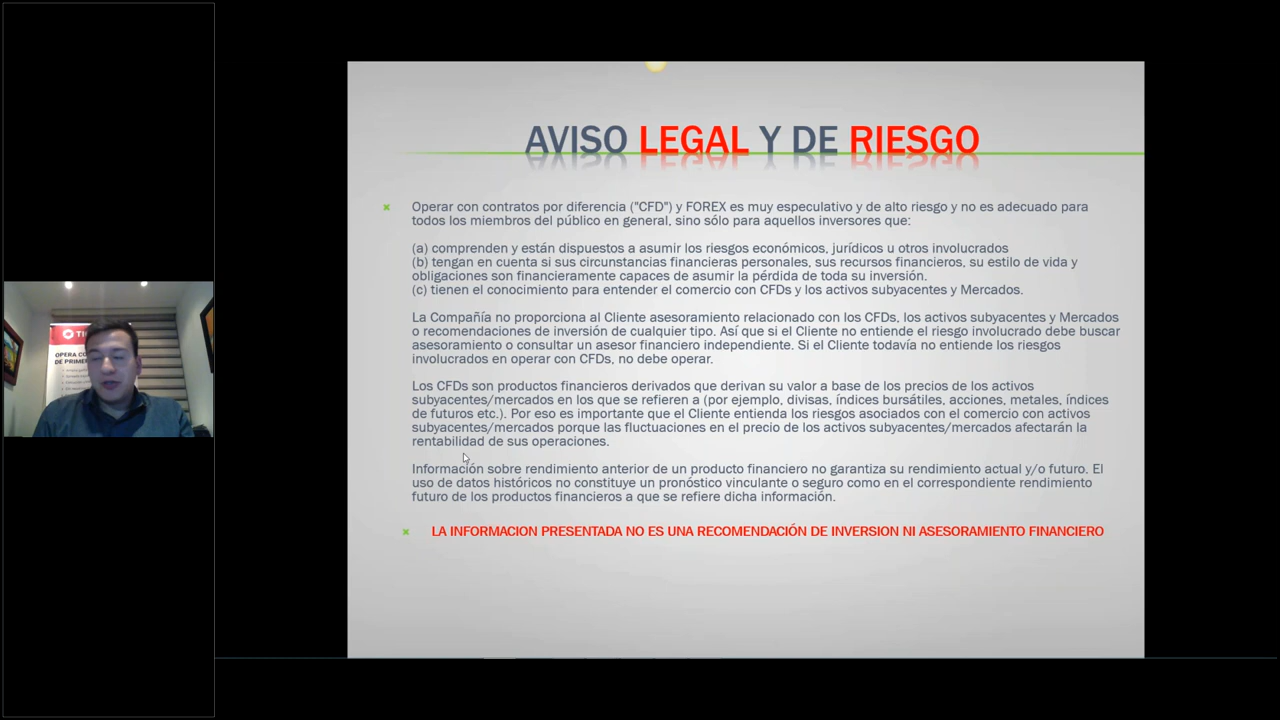 AVISO LEGAL Y DE RIESGO
Operar con contratos por diferencia ("CFD") y FOREX es muy especulativo y de alto riesgo y no es adecuado para
todos los miembros del público en general, sino sólo para aquellos inversores que:
(a) comprenden y están dispuestos a asumir los riesgos económicos, jurídicos u otros involucrados
(b) tengan en cuenta si sus circunstancias financieras personales, sus recursos financieros, su estilo de vida y
obligaciones son financieramente capaces de asumir la pérdida de toda su inversión.
(c) tienen el conocimiento para entender el comercio con CFDs y los activos subyacentes y Mercados.
La Compañía no proporciona al Cliente asesoramiento relacionado con los CFDs, los activos subyacentes y Mercados
o recomendaciones de inversión de cualquier tipo. Así que si el Cliente no entiende el riesgo involucrado debe buscar
asesoramiento o consultar un asesor financiero independiente. Si el Cliente todavía no entiende los riesgos
involucrados en operar con CFDs, no debe operar.
Los CFDs son productos financieros derivados que derivan su valor a base de los precios de los activos
subyacentes/mercados en los que se refieren a (por ejemplo, divisas, índices bursátiles, acciones, metales, índices
de futuros etc.). Por eso es importante que el Cliente entienda los riesgos asociados con el comercio con activos
subyacentes/mercados porque las fluctuaciones en el precio de los activos subyacentes/mercados afectarán la
rentabilidad de sus operaciones.
Información sobre rendimiento anterior de un producto financiero no garantiza su rendimiento actual y/o futuro. El
uso de datos históricos no constituye un pronóstico vinculante o seguro como en el correspondiente rendimiento
futuro de los productos financieros a que se refiere dicha información.
LA INFORMACION PRESENTADA NO ES UNA RECOMENDACIÓN DE INVERSION NI ASESORAMIENTO FINANCIERO
OPERA